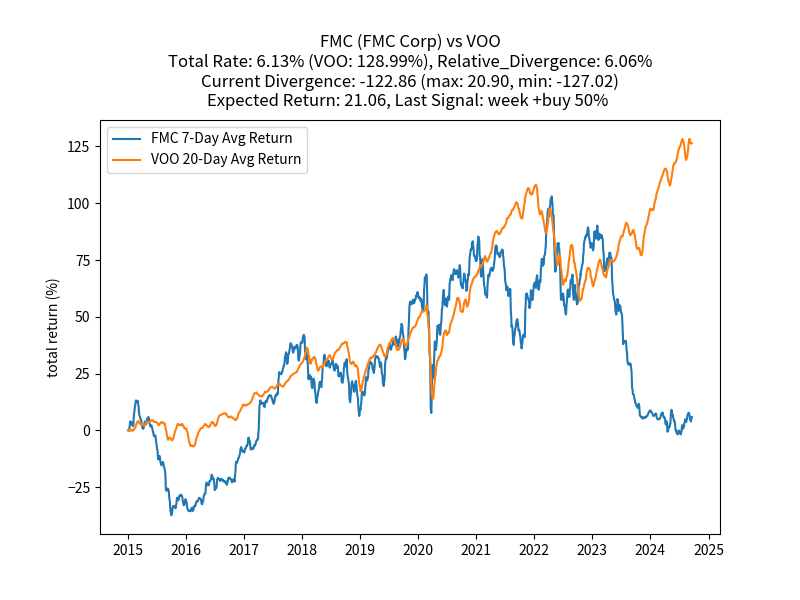 FMC (FMC Corp) vs VOO
Total Rate: 6.13% (VOO: 128.99%), Relative_Divergence: 6.06%
Current Divergence: -122.86 (max: 20.90, min: -127.02)
Expected Return: 21.06, Last Signal: week +buy 50%
FMC 7-Day Avg Return
VOO 20-Day Avg Return
total return (%)
125
100
75
50
25
0
−25
2015 2016 2017 2018 2019 2020 2021 2022 2023 2024 2025